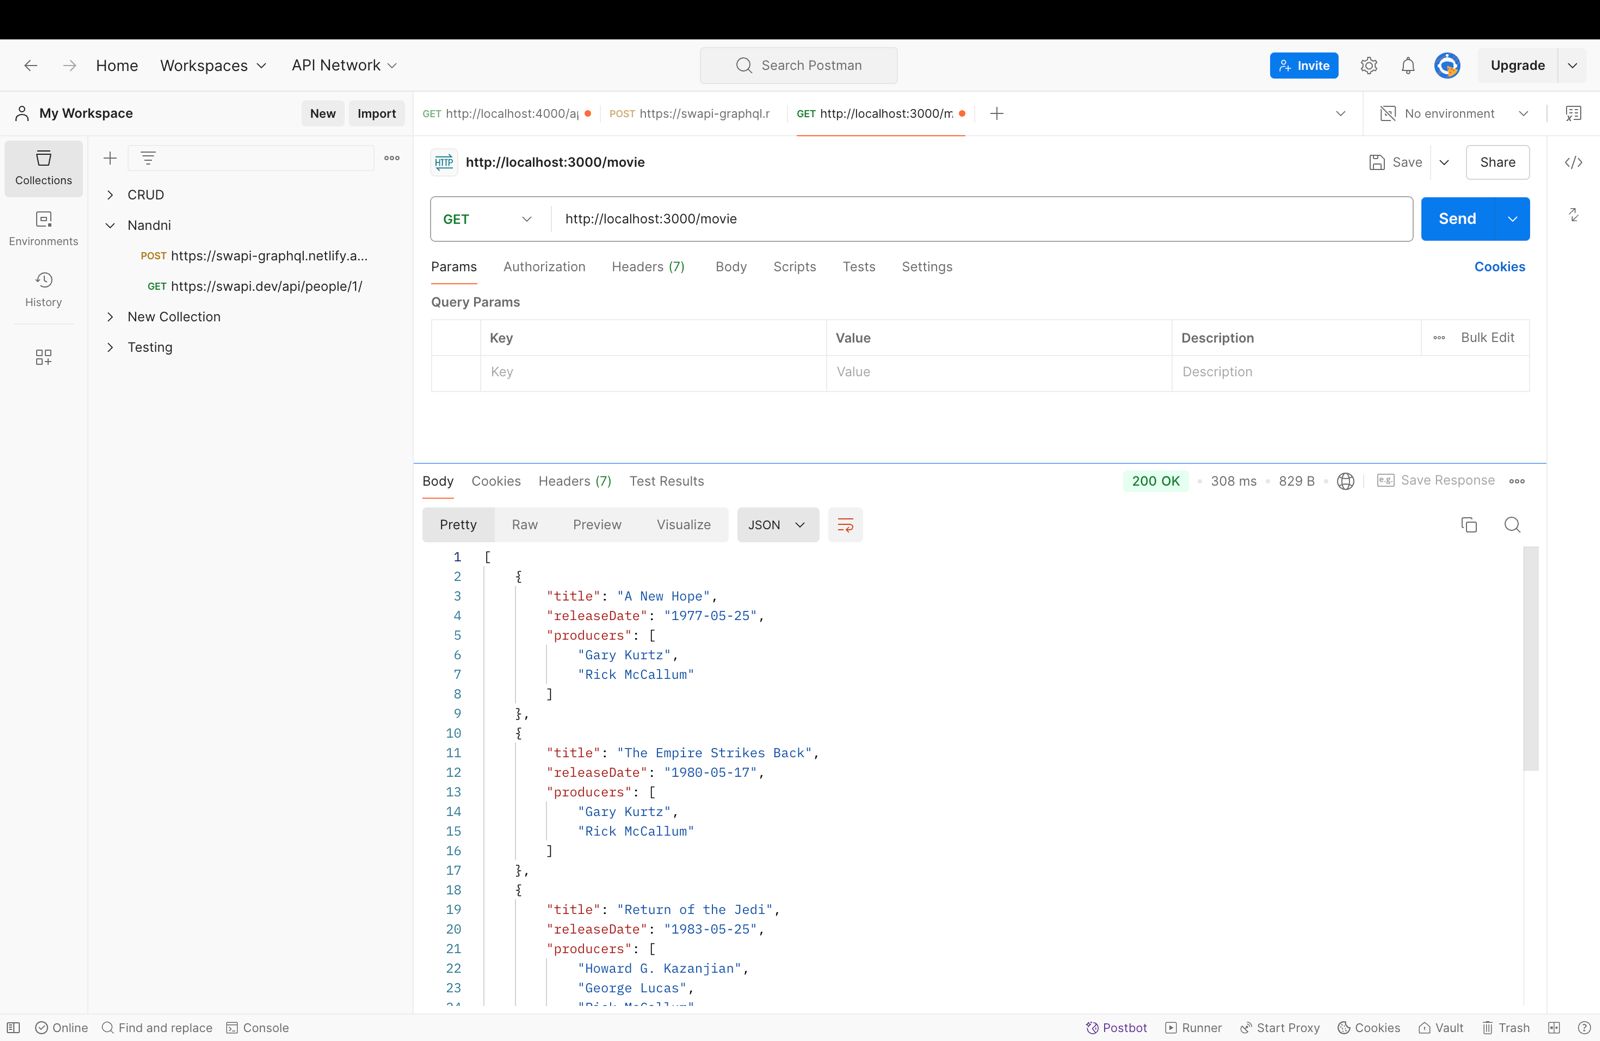 Home Workspaces API Network Search Postman Invite Upgrade
My Workspace New Import GET http://localhost:4000/a POST https://swapi-graphql.r GET http://localhost:3000/m No environment
Collections
Environments
History
CRUD
Nandni
POST https://swapi-graphql.netlify.a...
GET https://swapi.dev/api/people/1/
New Collection
Testing
HTTP http://localhost:3000/movie Save Share
GET http://localhost:3000/movie Send
Params Authorization Headers (7) Body Scripts Tests Settings Cookies
Query Params
Key Value Description Bulk Edit
Key Value Description
Body Cookies Headers (7) Test Results 200 OK 308 ms 829 B e.g. Save Response
Pretty Raw Preview Visualize JSON
1 [
2 {
3 "title": "A New Hope",
4 "releaseDate": "1977-05-25",
5 "producers": [
6 "Gary Kurtz",
7 "Rick McCallum"
8 ]
9 },
10 {
11 "title": "The Empire Strikes Back",
12 "releaseDate": "1980-05-17",
13 "producers": [
14 "Gary Kurtz",
15 "Rick McCallum"
16 ]
17 },
18 {
19 "title": "Return of the Jedi",
20 "releaseDate": "1983-05-25",
21 "producers": [
22 "Howard G. Kazanjian",
23 "George Lucas",
24 "Rick McCallum"
Online Find and replace Console Postbot Runner Start Proxy Cookies Vault Trash